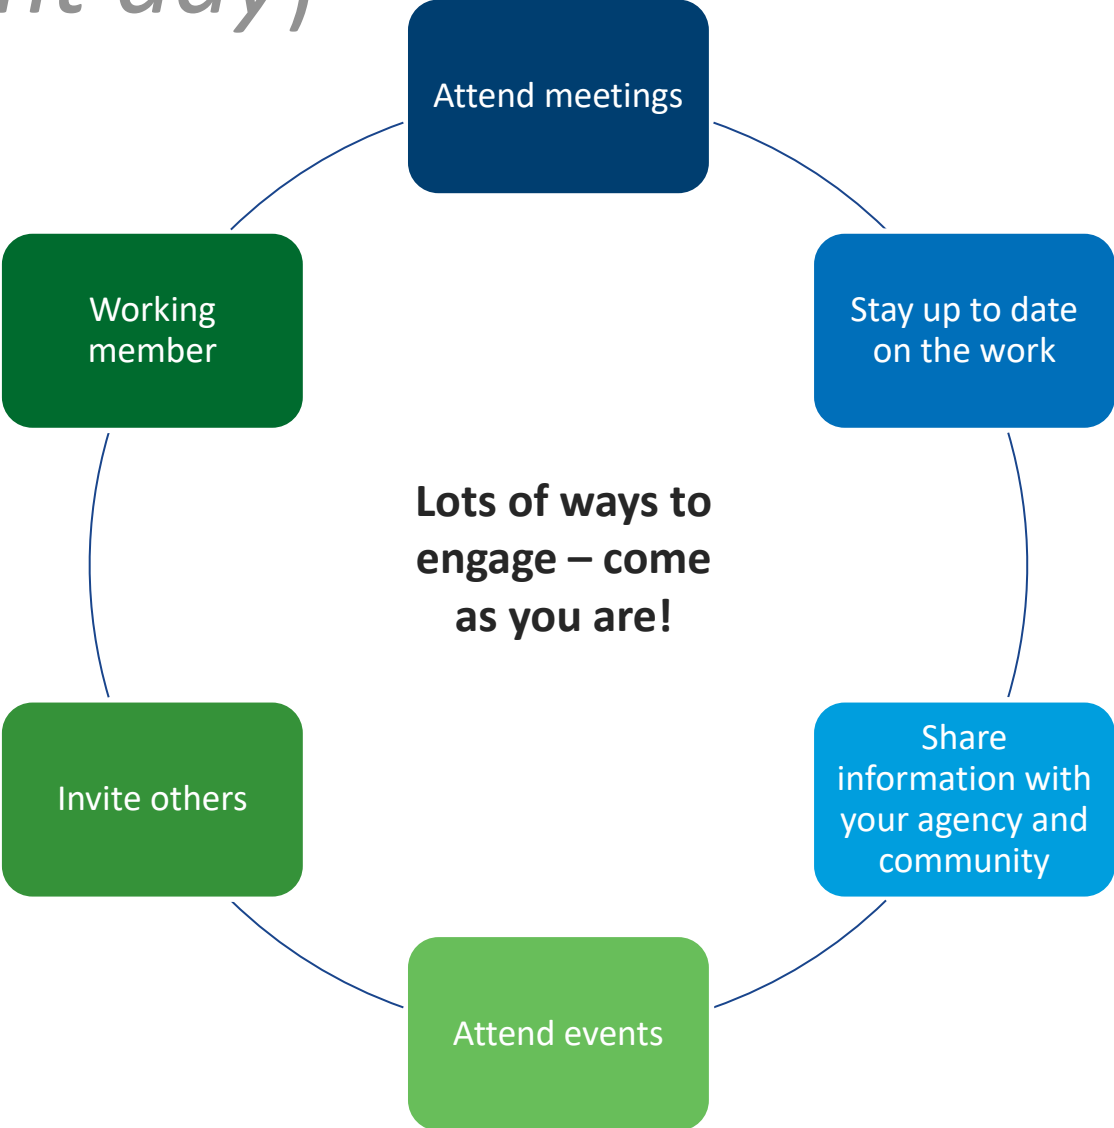 day)
Attend meetings
Stay up to date
on the work
Share
information with
your agency and
community
Attend events
Invite others
Working
member
Lots of ways to
engage – come
as you are!